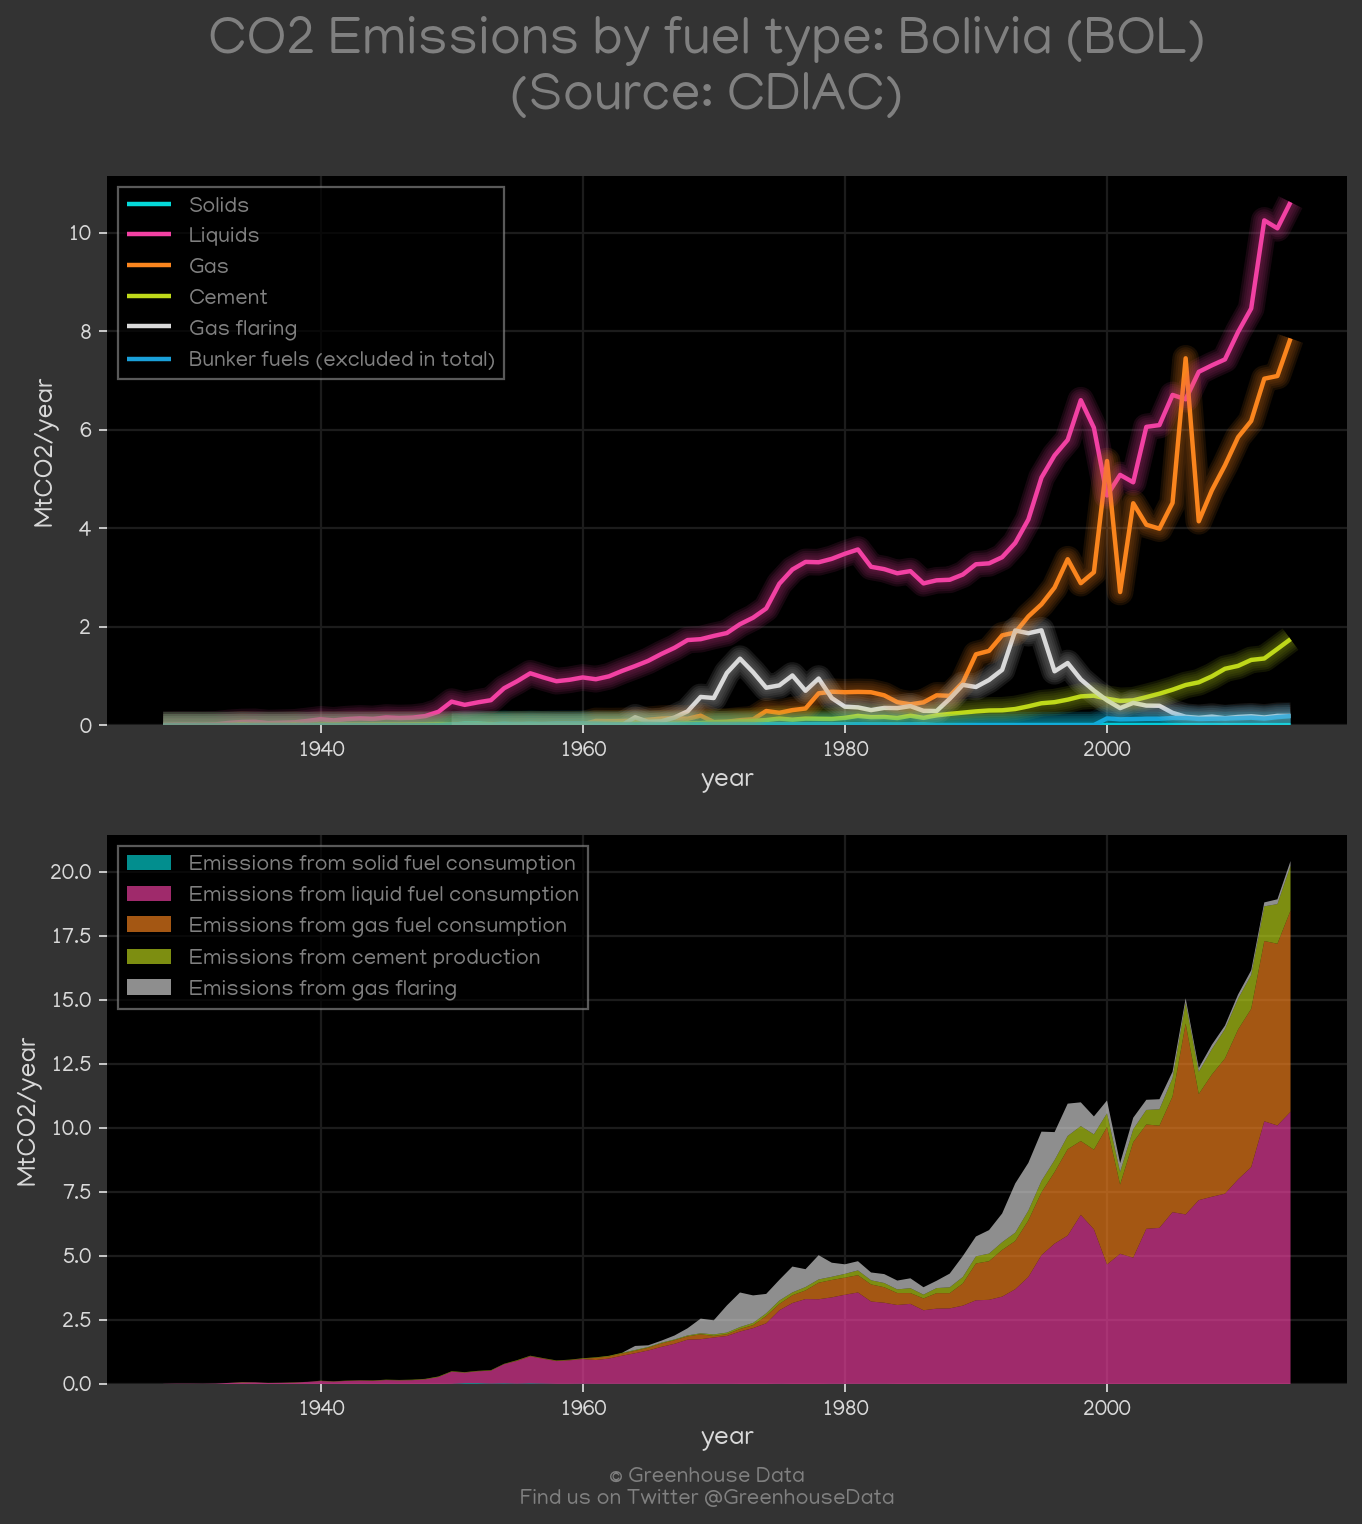 CO2 Emissions by fuel type: Bolivia (BOL)
(Source: CDIAC)
Solids
Liquids
Gas
Cement
Gas flaring
Bunker fuels (excluded in total)
10
8
6
4
2
0
MtCO2/year
1940 1960 1980 2000
year
Emissions from solid fuel consumption
Emissions from liquid fuel consumption
Emissions from gas fuel consumption
Emissions from cement production
Emissions from gas flaring
20.0
17.5
15.0
12.5
10.0
7.5
5.0
2.5
0.0
MtCO2/year
1940 1960 1980 2000
year
© Greenhouse Data
Find us on Twitter @GreenhouseData